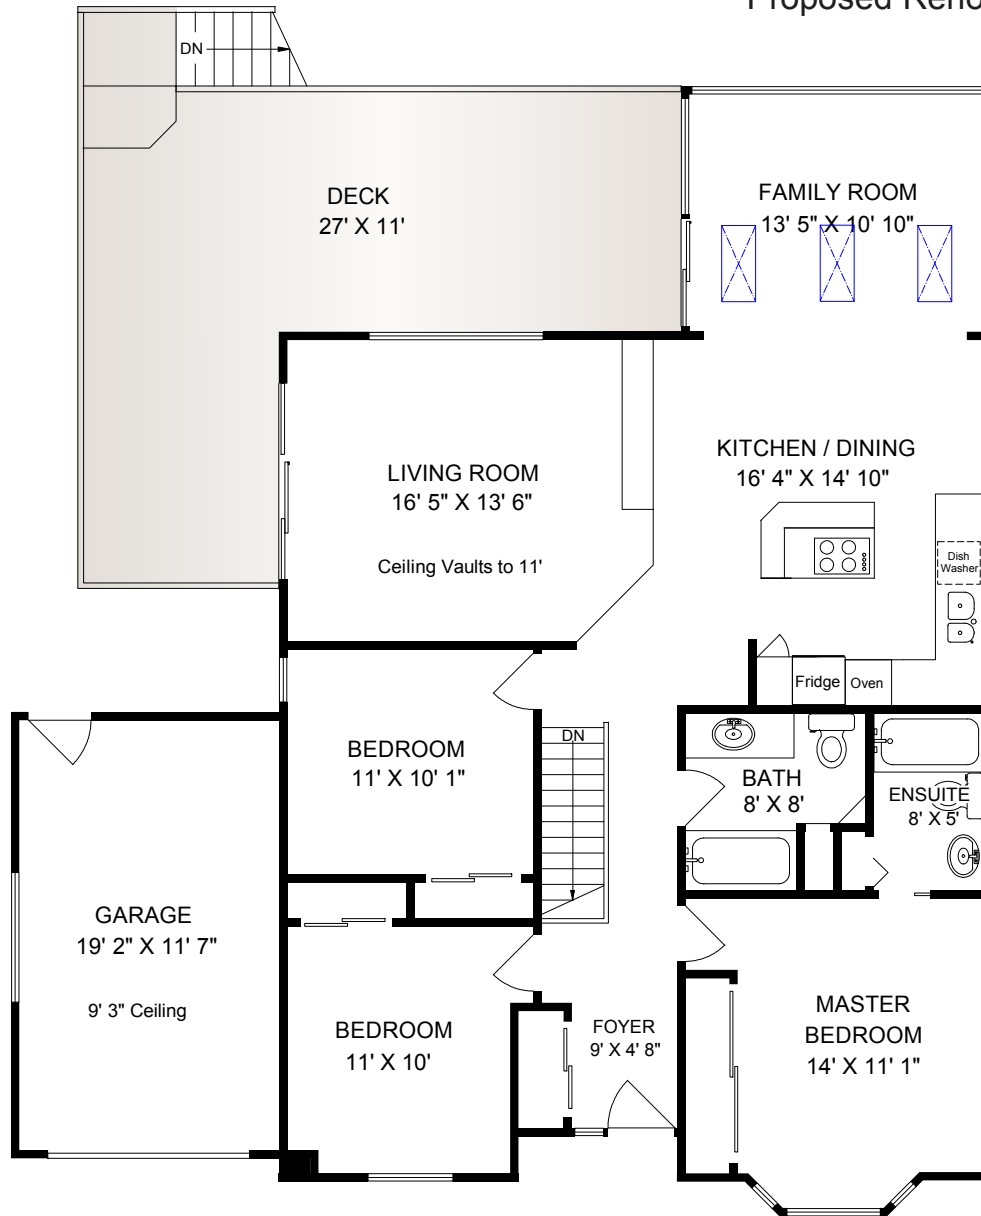 Proposed Reno
DN
DECK
27' X 11'
FAMILY ROOM
13' 5" X 10' 10"
LIVING ROOM
16' 5" X 13' 6"
Ceiling Vaults to 11'
KITCHEN / DINING
16' 4" X 14' 10"
Dish
Washer
Fridge
Oven
BEDROOM
11' X 10' 1"
DN
BATH
8' X 8'
ENSUITE
8' X 5'
GARAGE
19' 2" X 11' 7"
9' 3" Ceiling
BEDROOM
11' X 10'
FOYER
9' X 4' 8"
MASTER
BEDROOM
14' X 11' 1"